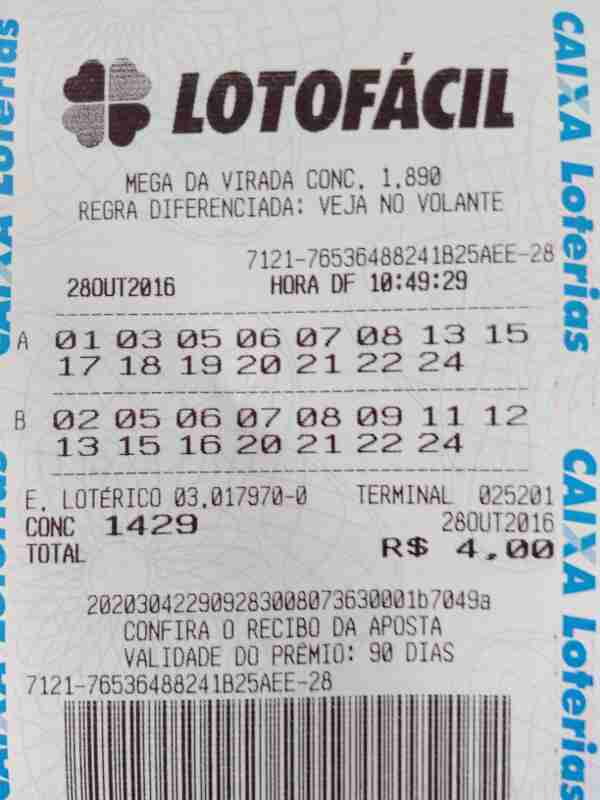 LOTOFÁCIL
MEGA DA VIRADA CONC. 1.890
REGRA DIFERENCIADA: VEJA NO VOLANTE
7121-76536488241B25AEE-28
28OUT2016 HORA DF 10:49:29
A 01 03 05 06 07 08 13 15
17 18 19 20 21 22 24
B 02 05 06 07 08 09 11 12
13 15 16 20 21 22 24
E. LOTÉRICO 03.017970-0 TERMINAL 025201
CONC 1429 28OUT2016
TOTAL R$ 4,00
202030422909283008073630001b7049a
CONFIRA O RECIBO DA APOSTA
VALIDADE DO PRÊMIO: 90 DIAS
7121-76536488241B25AEE-28
CAIXA Loterias
CAIXA Loterias
CAIXA Loterias
CAIXA Loterias